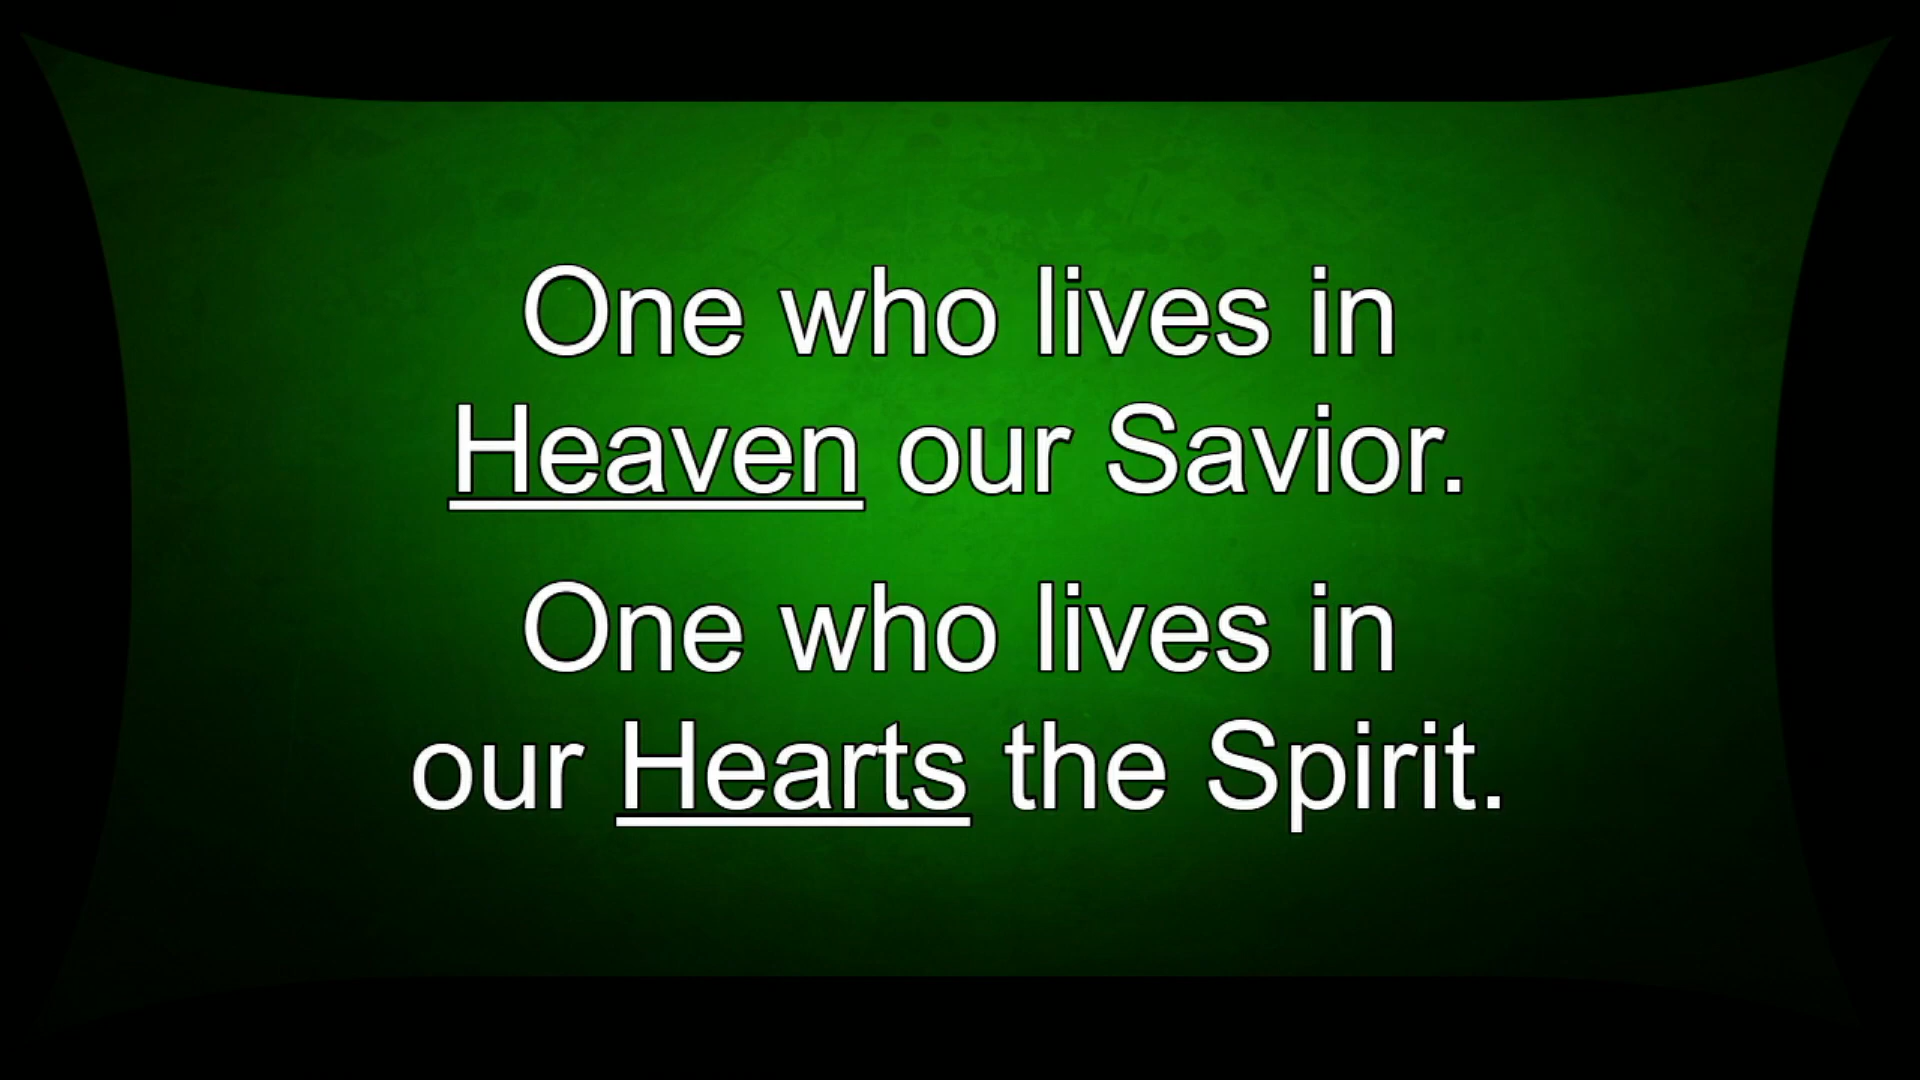 One who lives in
Heaven our Savior.
One who lives in
our Hearts the Spirit.